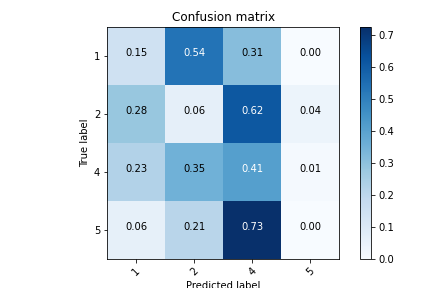 Confusion matrix
True label
1 0.15 0.54 0.31 0.00
2 0.28 0.06 0.62 0.04
4 0.23 0.35 0.41 0.01
5 0.06 0.21 0.73 0.00
1 2 4 5
Predicted label
0.7
0.6
0.5
0.4
0.3
0.2
0.1
0.0